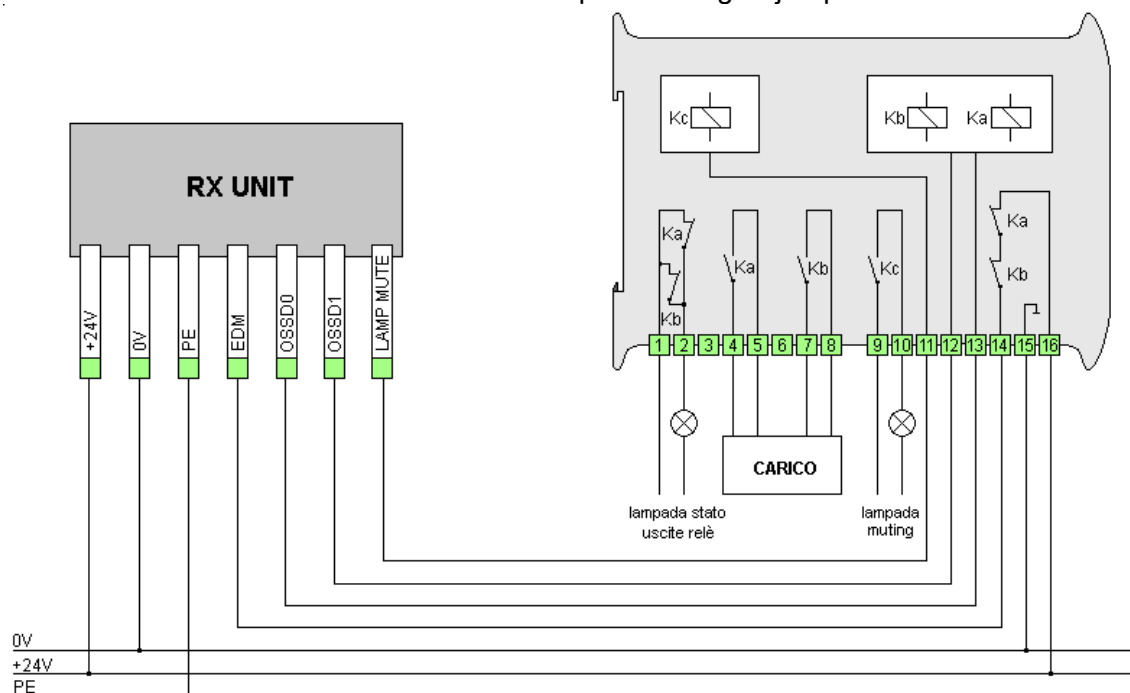 Kc
Kb
Ka
RX UNIT
Ka
Kb
Ka
Kb
Kc
Ka
Kb
+24V
0V
PE
EDM
OSSD0
OSSD1
LAMP MUTE
1 2 3 4 5 6 7 8 9 10 11 12 13 14 15 16
CARICO
lampada stato
uscite relè
lampada
muting
0V
+24V
PE